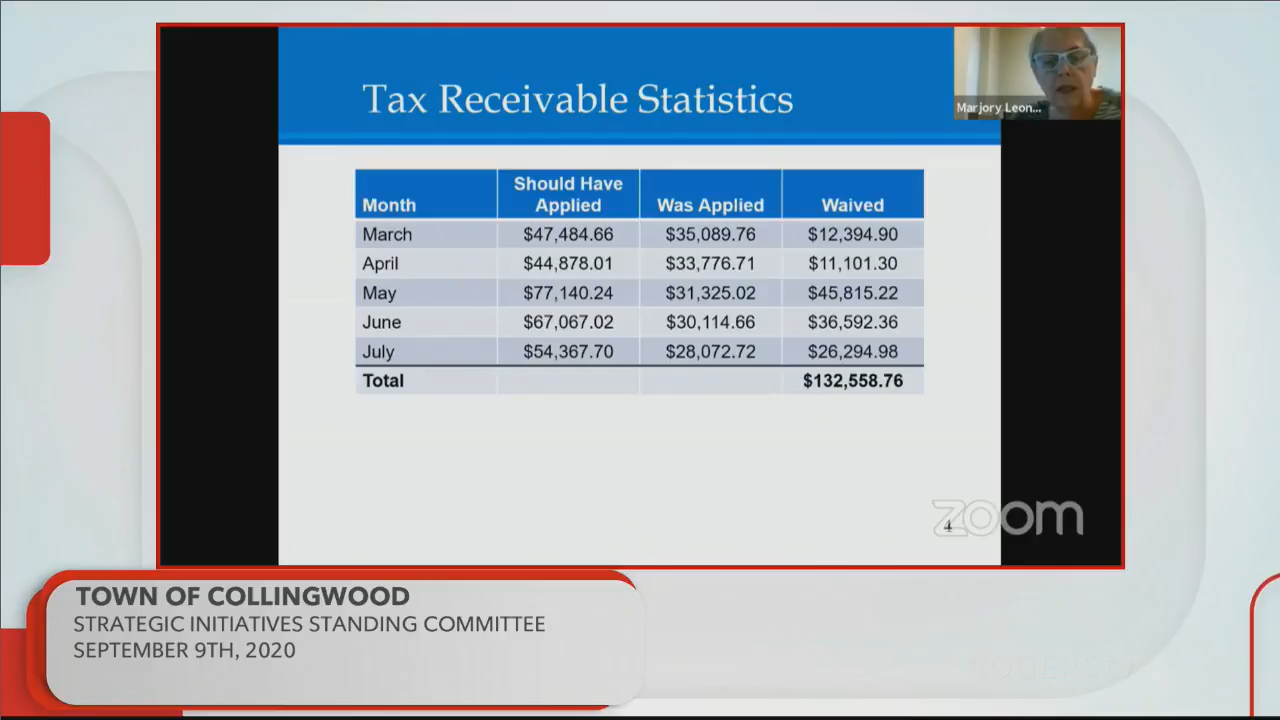 Tax Receivable Statistics
Marjory Leon...
Month Should Have Applied Was Applied Waived
March $47,484.66 $35,089.76 $12,394.90
April $44,878.01 $33,776.71 $11,101.30
May $77,140.24 $31,325.02 $45,815.22
June $67,067.02 $30,114.66 $36,592.36
July $54,367.70 $28,072.72 $26,294.98
Total $132,558.76
zoom
4
TOWN OF COLLINGWOOD
STRATEGIC INITIATIVES STANDING COMMITTEE
SEPTEMBER 9TH, 2020